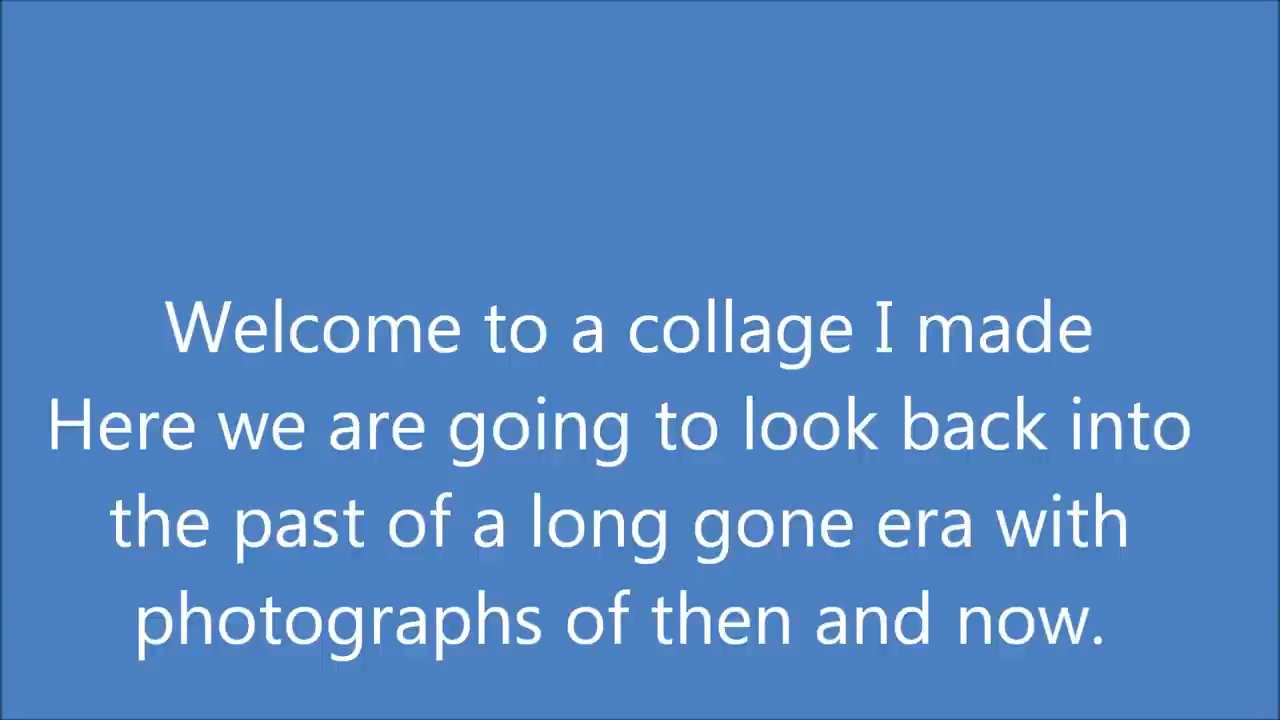 Welcome to a collage I made
Here we are going to look back into
the past of a long gone era with
photographs of then and now.